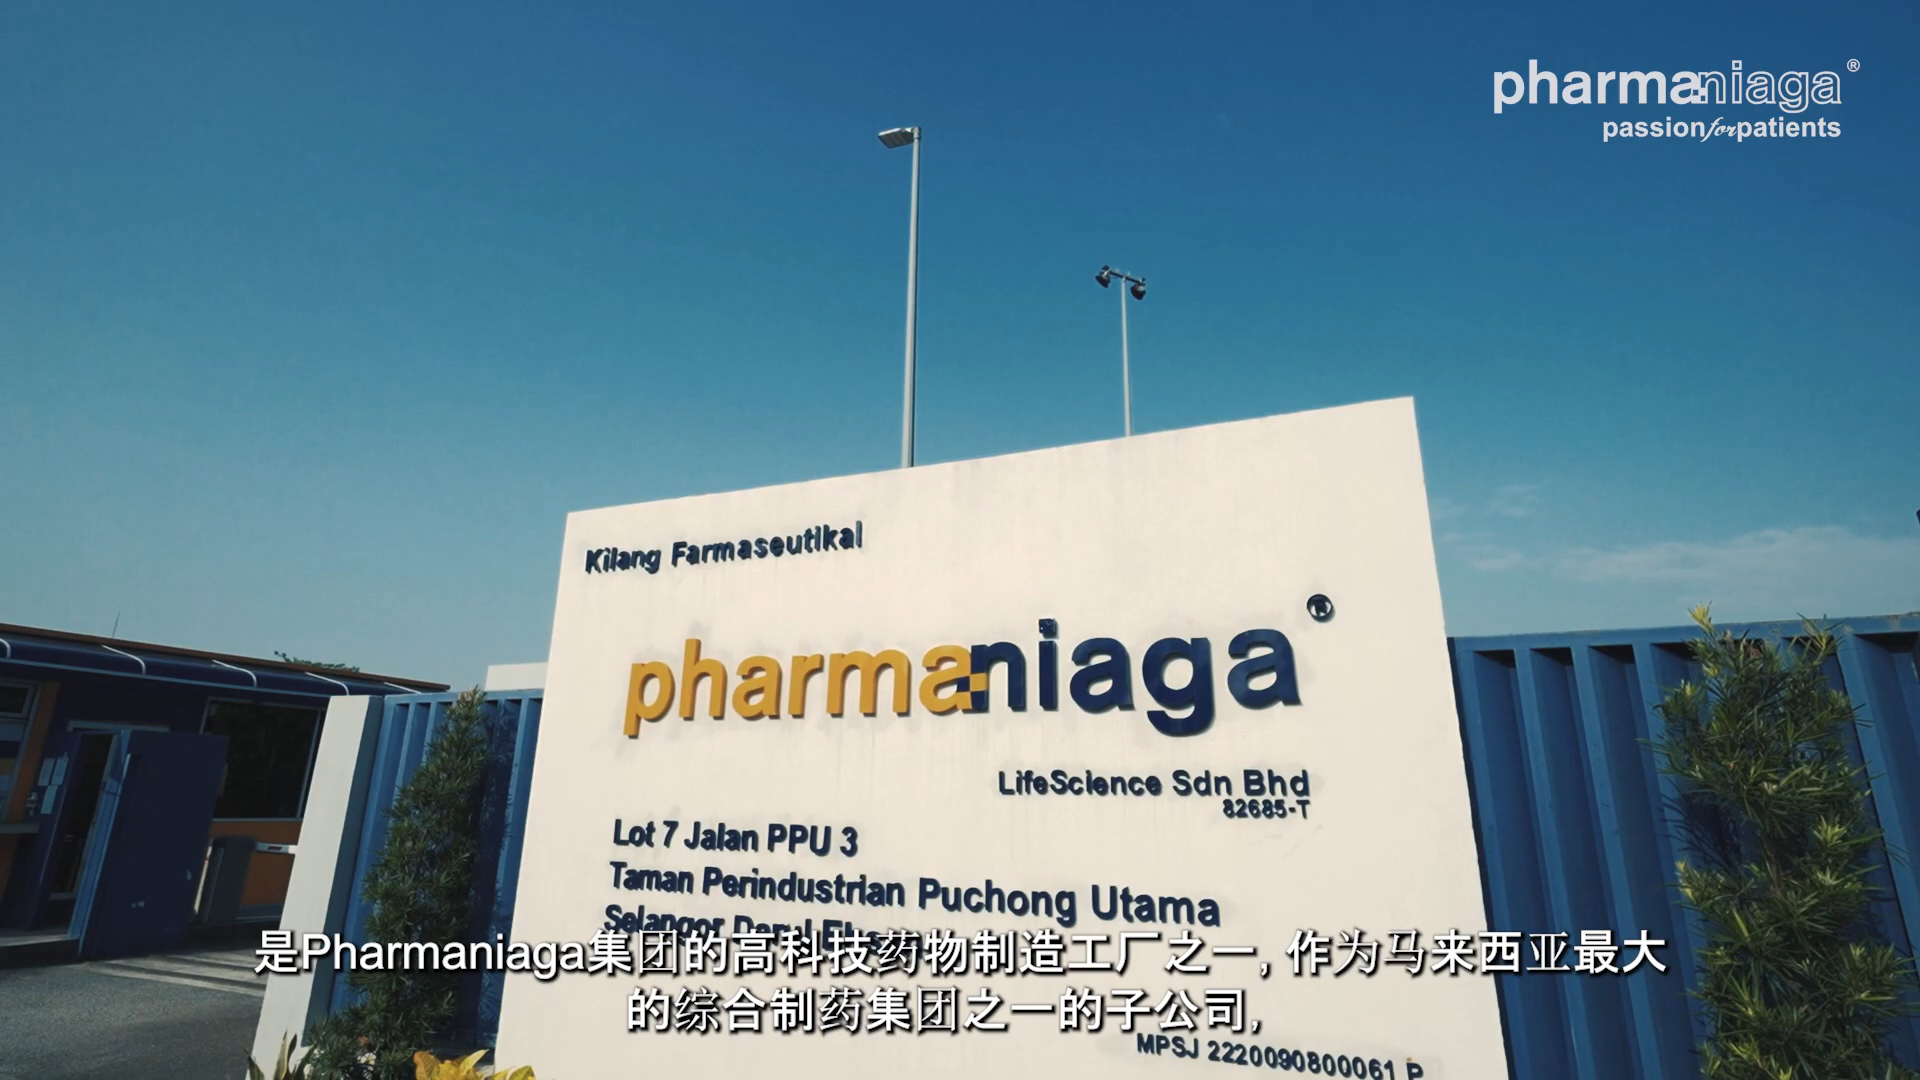 pharmaniaga®
passionforpatients
Kilang Farmaseutikal
pharmaniaga®
LifeScience Sdn Bhd
82685-T
Lot 7 Jalan PPU 3
Taman Perindustrian Puchong Utama
Selangor Darul
是Pharmaniaga集团的高科技药物制造工厂之一, 作为马来西亚最大
的综合制药集团之一的子公司,
MPSJ 2220090800061 P